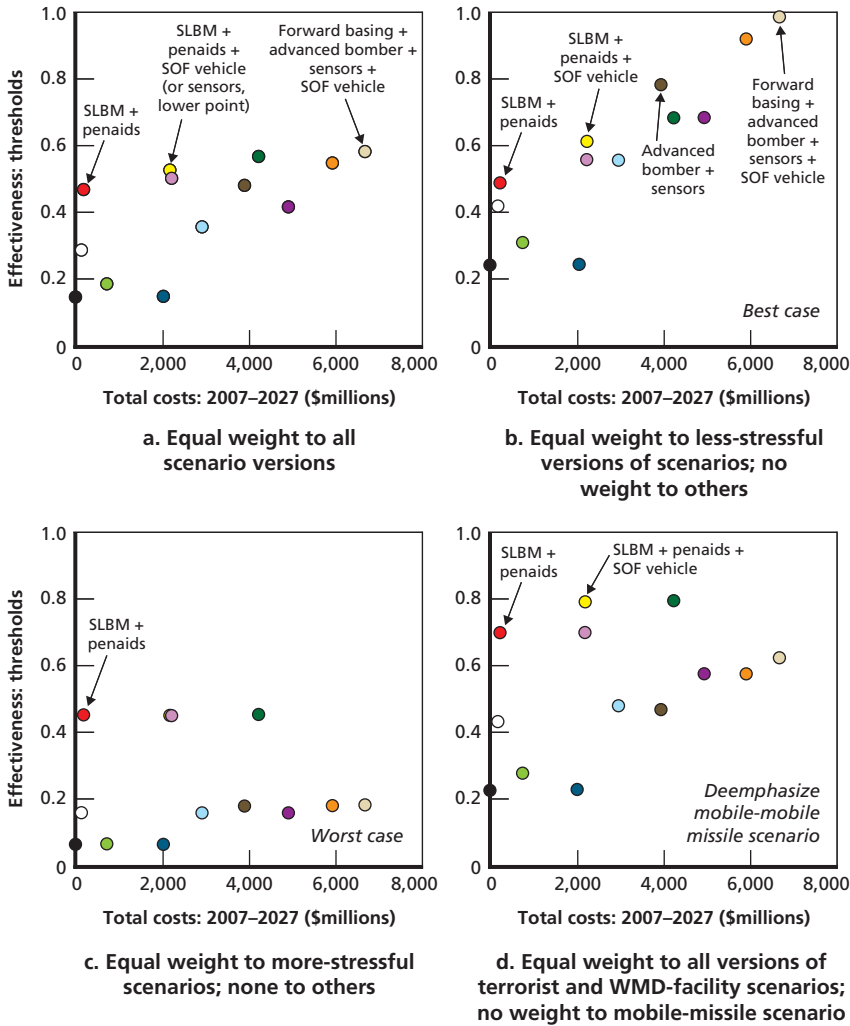 SLBM +
penaids +
SOF vehicle
(or sensors,
lower point)
Forward basing +
advanced bomber +
sensors +
SOF vehicle
SLBM +
penaids
1.0
0.8
0.6
0.4
0.2
0
Effectiveness: thresholds
0
2,000
4,000
6,000
8,000
Total costs: 2007–2027 ($millions)
a. Equal weight to all
scenario versions
SLBM +
penaids +
SOF vehicle
SLBM +
penaids
Advanced
bomber +
sensors
Forward
basing +
advanced
bomber +
sensors +
SOF vehicle
Best case
1.0
0.8
0.6
0.4
0.2
0
0
2,000
4,000
6,000
8,000
Total costs: 2007–2027 ($millions)
b. Equal weight to less-stressful
versions of scenarios; no
weight to others
SLBM +
penaids
Worst case
1.0
0.8
0.6
0.4
0.2
0
Effectiveness: thresholds
0
2,000
4,000
6,000
8,000
Total costs: 2007–2027 ($millions)
c. Equal weight to more-stressful
scenarios; none to others
SLBM +
penaids
SLBM + penaids +
SOF vehicle
Deemphasize
mobile-mobile
missile scenario
1.0
0.8
0.6
0.4
0.2
0
0
2,000
4,000
6,000
8,000
Total costs: 2007–2027 ($millions)
d. Equal weight to all versions of
terrorist and WMD-facility scenarios;
no weight to mobile-missile scenario